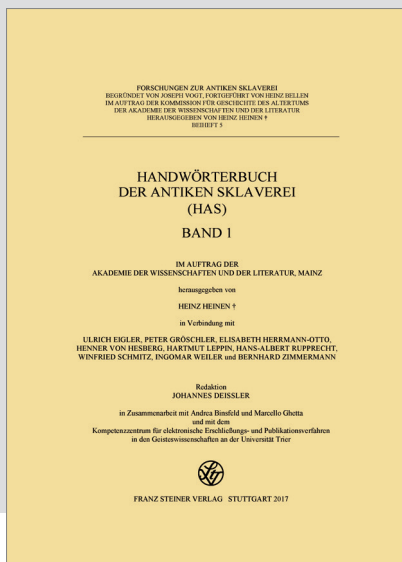 FORSCHUNGEN ZUR ANTIKEN SKLAVEREI
BEGRÜNDET VON JOSEPH VOGT, FORTGEFÜHRT VON HEINZ BELLEN
IM AUFTRAG DER KOMMISSION FÜR GESCHICHTE DES ALTERTUMS
DER AKADEMIE DER WISSENSCHAFTEN UND DER LITERATUR
HERAUSGEGEBEN VON HEINZ HEINEN †
BEIHEFT 5
HANDWÖRTERBUCH
DER ANTIKEN SKLAVEREI
(HAS)
BAND 1
IM AUFTRAG DER
AKADEMIE DER WISSENSCHAFTEN UND DER LITERATUR, MAINZ
herausgegeben von
HEINZ HEINEN †
in Verbindung mit
ULRICH EIGLER, PETER GRÖSCHLER, ELISABETH HERRMANN-OTTO,
HENNER VON HESBERG, HARTMUT LEPPIN, HANS-ALBERT RUPPRECHT,
WINFRIED SCHMITZ, INGOMAR WEILER und BERNHARD ZIMMERMANN
Redaktion
JOHANNES DEISSLER
in Zusammenarbeit mit Andrea Binsfeld und Marcello Ghetta
und mit dem
Kompetenzzentrum für elektronische Erschließungs- und Publikationsverfahren
in den Geisteswissenschaften an der Universität Trier
FRANZ STEINER VERLAG STUTTGART 2017